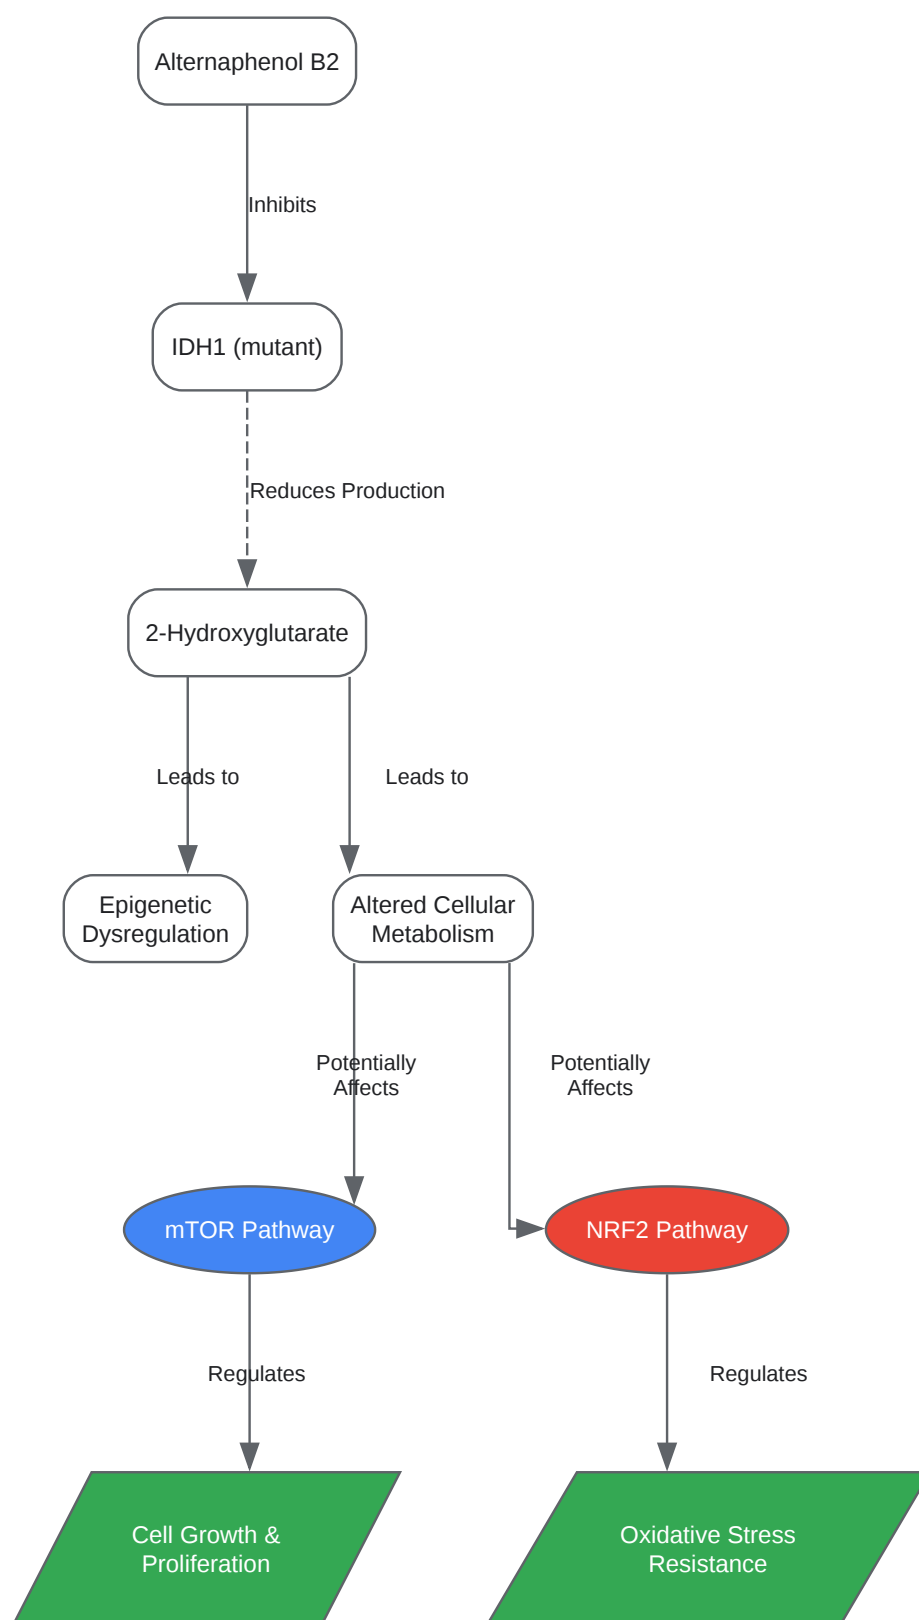 Alternaphenol B2
Inhibits
IDH1 (mutant)
Reduces Production
2-Hydroxyglutarate
Leads to
Leads to
Epigenetic
Dysregulation
Altered Cellular
Metabolism
Potentially
Affects
Potentially
Affects
mTOR Pathway
NRF2 Pathway
Regulates
Regulates
Cell Growth &
Proliferation
Oxidative Stress
Resistance